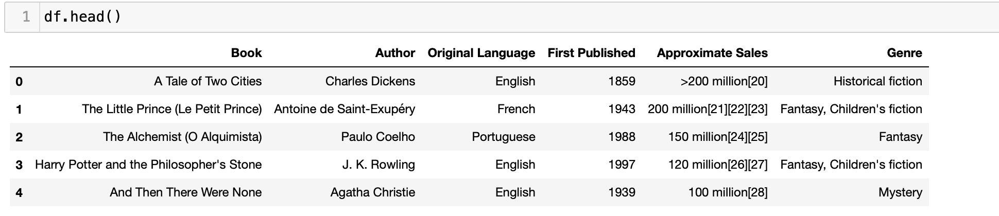 1 df.head()
Book Author Original Language First Published Approximate Sales Genre
0 A Tale of Two Cities Charles Dickens English 1859 >200 million[20] Historical fiction
1 The Little Prince (Le Petit Prince) Antoine de Saint-Exupéry French 1943 200 million[21][22][23] Fantasy, Children's fiction
2 The Alchemist (O Alquimista) Paulo Coelho Portuguese 1988 150 million[24][25] Fantasy
3 Harry Potter and the Philosopher's Stone J. K. Rowling English 1997 120 million[26][27] Fantasy, Children's fiction
4 And Then There Were None Agatha Christie English 1939 100 million[28] Mystery